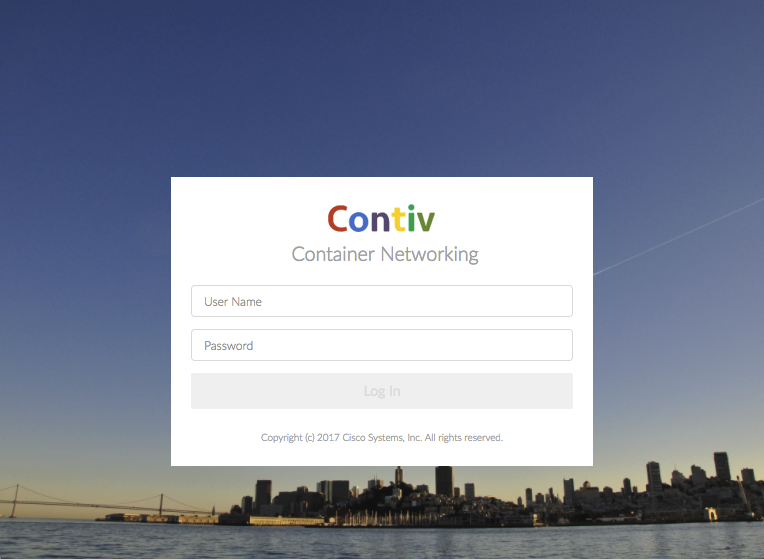 Contiv
Container Networking
User Name
Password
Log In
Copyright (c) 2017 Cisco Systems, Inc. All rights reserved.